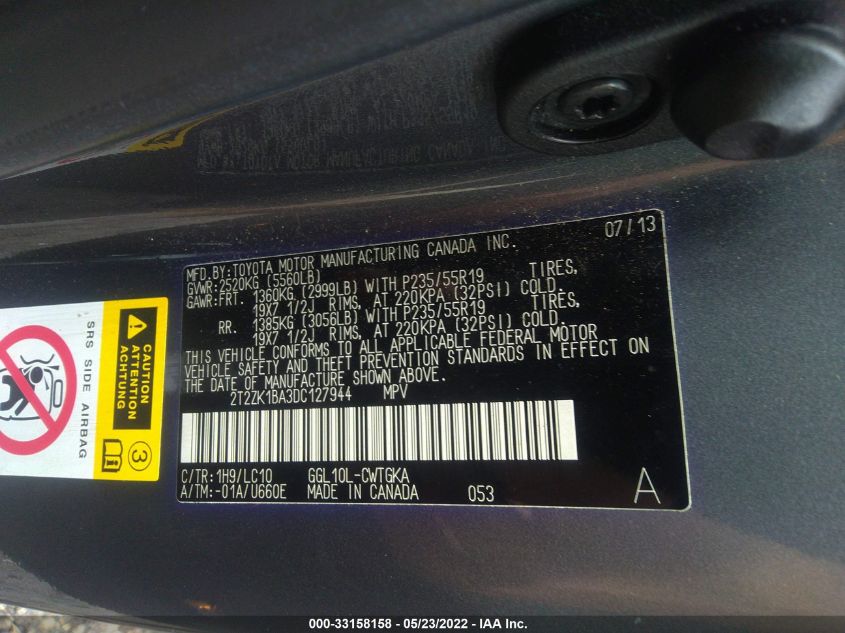 07/13
MFD.BY:TOYOTA MOTOR MANUFACTURING CANADA INC.
GVWR:2520KG (5560LB)
GAWR:FRT. 1360KG (2999LB) WITH P235/55R19 TIRES,
19X7 1/2J RIMS, AT 220KPA (32PSI) COLD.
RR. 1385KG (3056LB) WITH P235/55R19 TIRES,
19X7 1/2J RIMS, AT 220KPA (32PSI) COLD.
THIS VEHICLE CONFORMS TO ALL APPLICABLE FEDERAL MOTOR
VEHICLE SAFETY AND THEFT PREVENTION STANDARDS IN EFFECT ON
THE DATE OF MANUFACTURE SHOWN ABOVE.
2T2ZK1BA3DC127944 MPV
C/TR:1H9/LC10 GGL10L-CWTGKA
A/TM:-01A/U660E MADE IN CANADA 053 A
SRS SIDE AIRBAG
CAUTION
ATTENTION
ACHTUNG
3
000-33158158 - 05/23/2022 - IAA Inc.